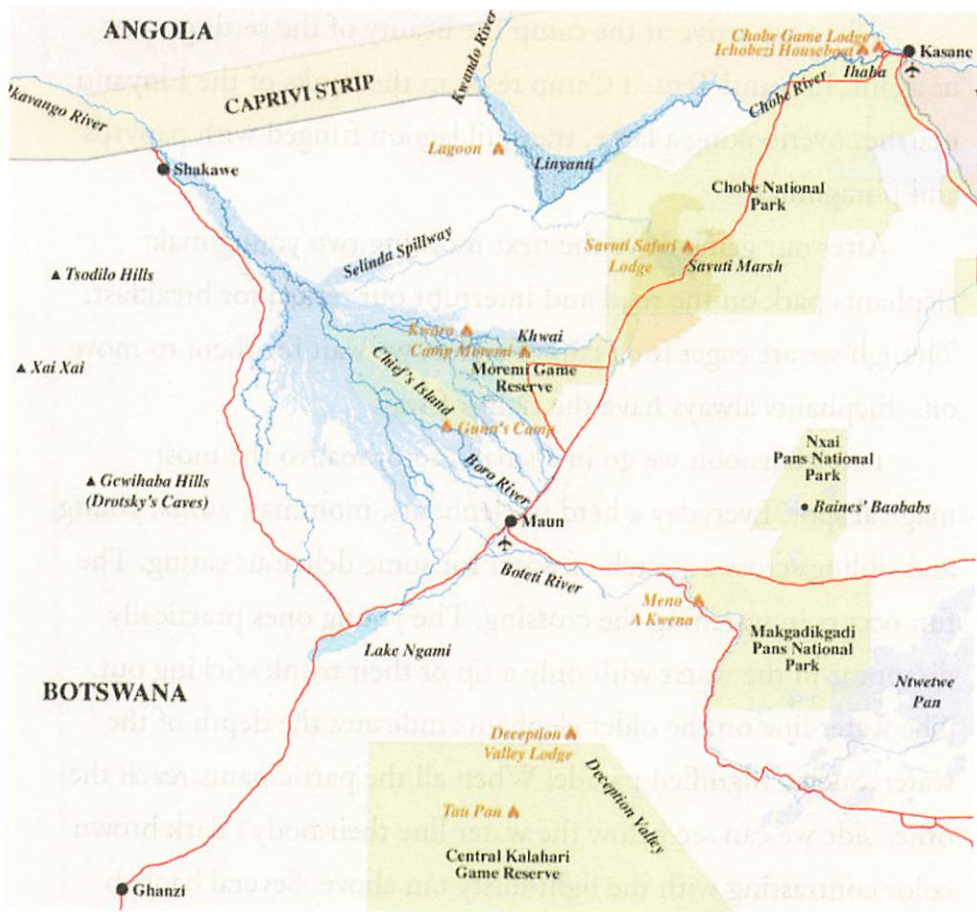 ANGOLA
CAPRIVI STRIP
Okavango River
Kwando River
Chobe Game Lodge
Ichobezi Houseboat
Kasane
Ihaha
Chobe River
Lagoon
Linyanti
Shakawe
Chobe National
Park
Selinda Spillway
Savuti Safari
Lodge
Savuti Marsh
Tsodilo Hills
Kwara
Khwai
Camp Moremi
Moremi Game
Reserve
Xai Xai
Chief's Island
Gunn's Camp
Boro River
Nxai
Pans National
Park
Gcwihaba Hills
(Drotsky's Caves)
Baines' Baobabs
Maun
Boteti River
Meno
A Kwena
Lake Ngami
Makgadikgadi
Pans National
Park
BOTSWANA
Ntwetwe
Pan
Deception
Valley Lodge
Deception Valley
Tau Pan
Central Kalahari
Game Reserve
Ghanzi